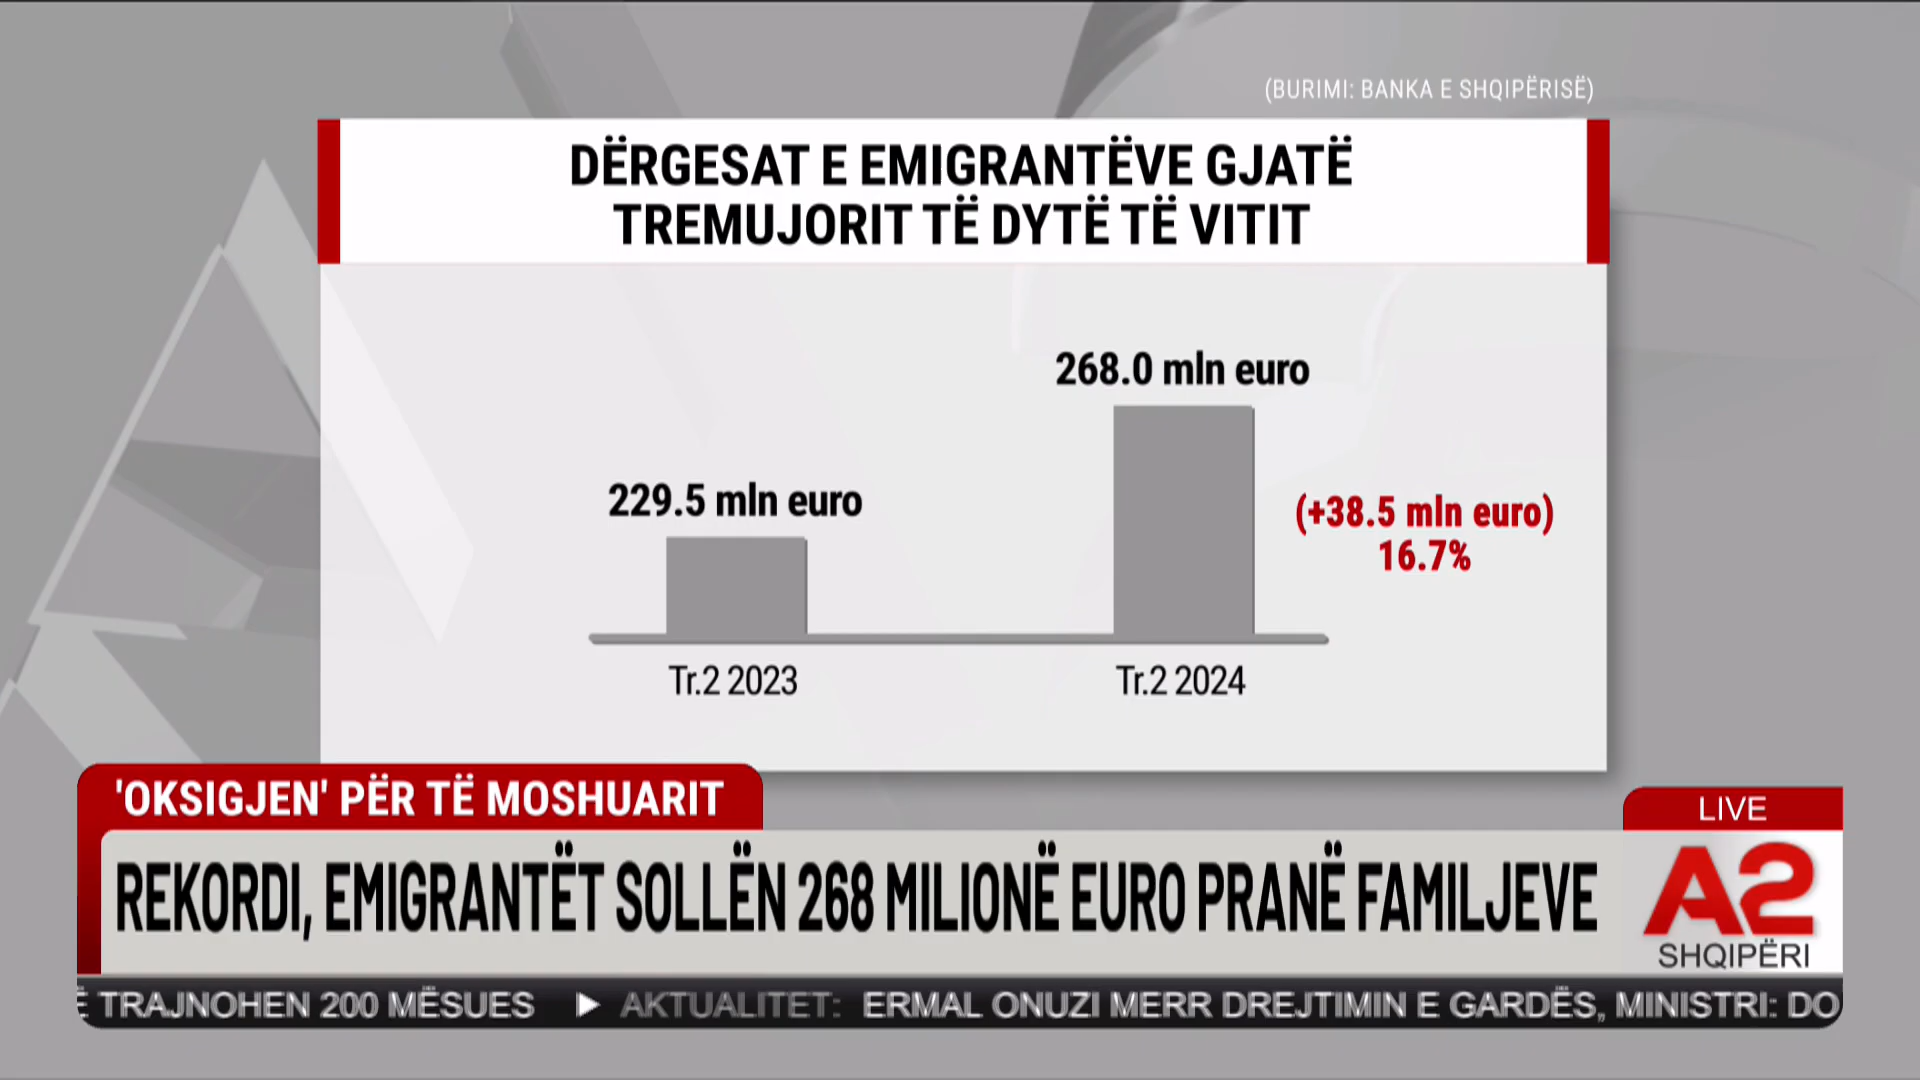 (BURIMI: BANKA E SHQIPËRISË)
DËRGESAT E EMIGRANTËVE GJATË
TREMUJORIT TË DYTË TË VITIT
268.0 mln euro
229.5 mln euro
(+38.5 mln euro)
16.7%
Tr.2 2023
Tr.2 2024
'OKSIGJEN' PËR TË MOSHUARIT
LIVE
REKORDI, EMIGRANTËT SOLLËN 268 MILIONË EURO PRANË FAMILJEVE
A2
SHQIPËRI
TRAJNOHEN 200 MËSUES ▶ AKTUALITET: ERMAL ONUZI MERR DREJTIMIN E GARDËS, MINISTRI: DO